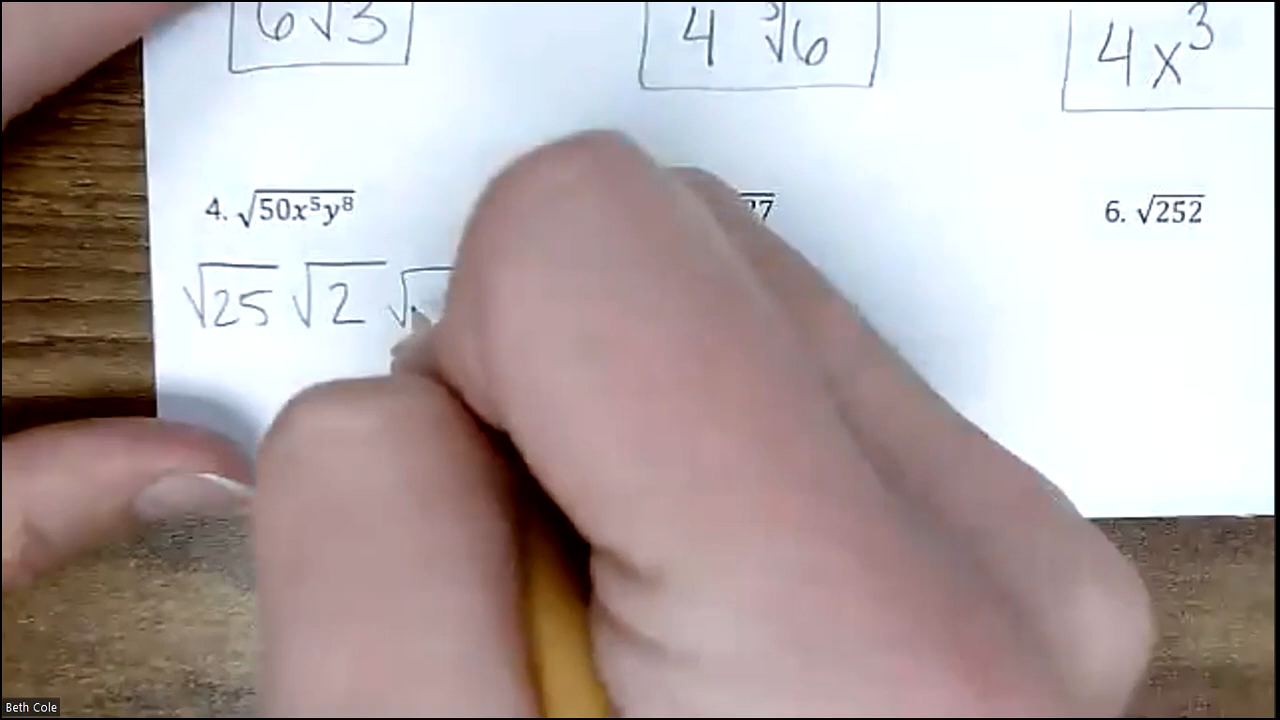 6√3 4 ∛6 4x³
4. √50x⁵y⁸ 6. √252
√25 √2 √
Beth Cole